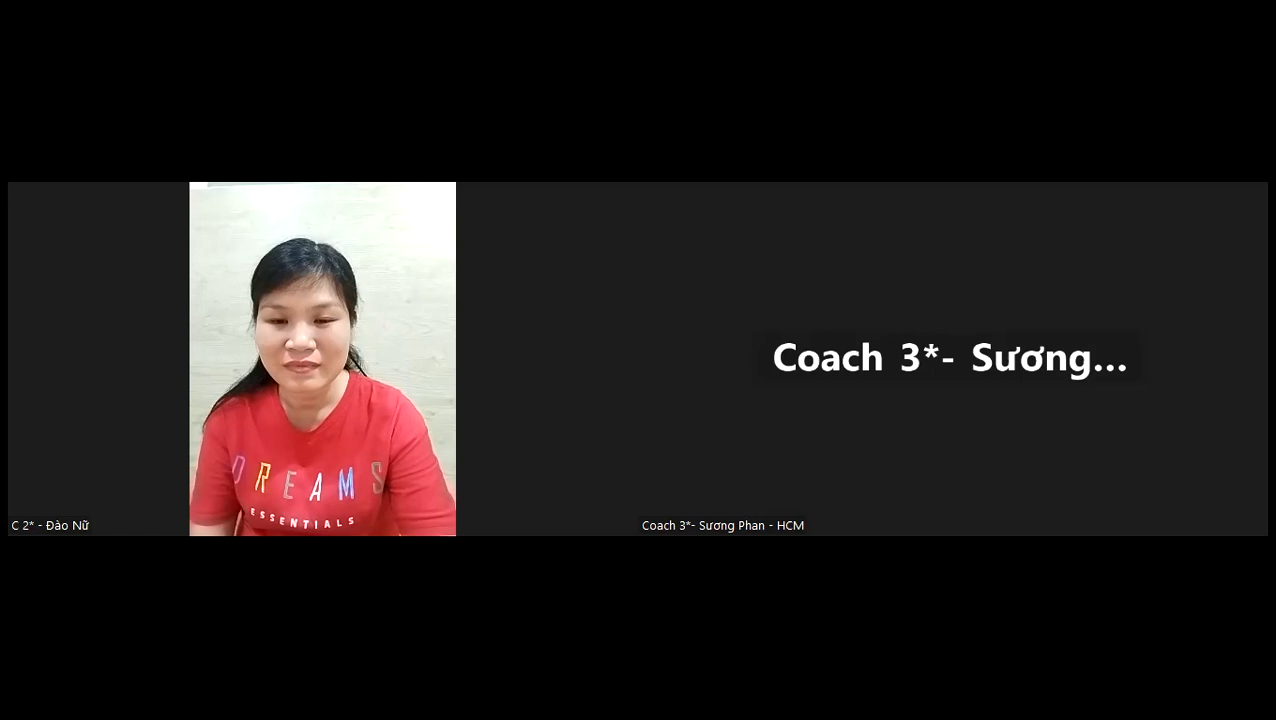 DREAMS
ESSENTIALS
C 2* - Đào Nữ
Coach 3*- Sương...
Coach 3*- Sương Phan - HCM